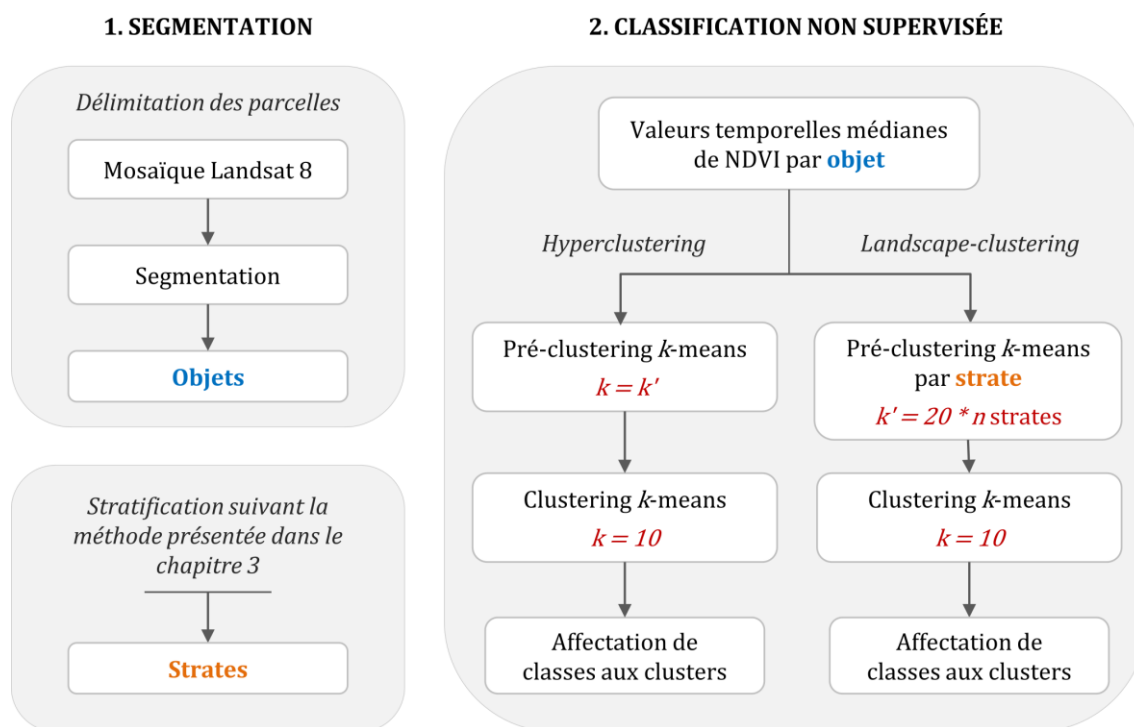 1. SEGMENTATION
Délimitation des parcelles
Mosaïque Landsat 8
Segmentation
Objets
Stratification suivant la
méthode présentée dans le
chapitre 3
Strates
2. CLASSIFICATION NON SUPERVISÉE
Valeurs temporelles médianes
de NDVI par objet
Hyperclustering
Landscape-clustering
Pré-clustering k-means
k = k'
Clustering k-means
k = 10
Affectation de
classes aux clusters
Pré-clustering k-means
par strate
k' = 20 * n strates
Clustering k-means
k = 10
Affectation de
classes aux clusters